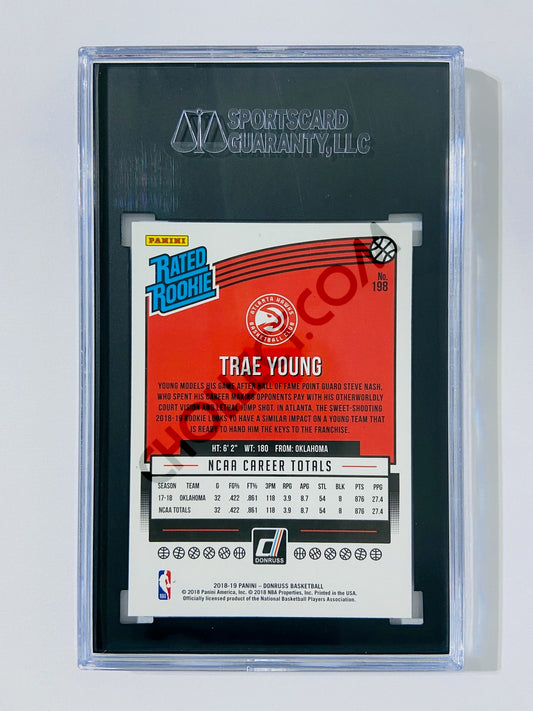 SPORTSCARD
GUARANTY, LLC
PANINI
RATED
ROOKIE
No.
198
ATLANTA HAWKS
BASKETBALL CLUB
TRAE YOUNG
YOUNG MODELS HIS GAME AFTER HALL OF FAME POINT GUARD STEVE NASH,
WHO SPENT HIS CAREER MAKING OPPONENTS PAY WITH HIS OTHERWORLDLY
COURT VISION AND LETHAL JUMP SHOT. IN ATLANTA, THE SWEET-SHOOTING
2018-19 ROOKIE LOOKS TO HAVE A SIMILAR IMPACT ON A YOUNG TEAM THAT
IS READY TO HAND HIM THE KEYS TO THE FRANCHISE.
HT: 6' 2" WT: 180 FROM: OKLAHOMA
NCAA CAREER TOTALS
SEASON TEAM G FG% FT% 3PM RPG APG STL BLK PTS PPG
17-18 OKLAHOMA 32 .422 .861 118 3.9 8.7 54 8 876 27.4
NCAA TOTALS 32 .422 .861 118 3.9 8.7 54 8 876 27.4
DONRUSS
NBA
2018-19 PANINI – DONRUSS BASKETBALL
© 2018 Panini America, Inc. © 2018 NBA Properties, Inc. Printed in the USA.
Officially licensed product of the National Basketball Players Association.